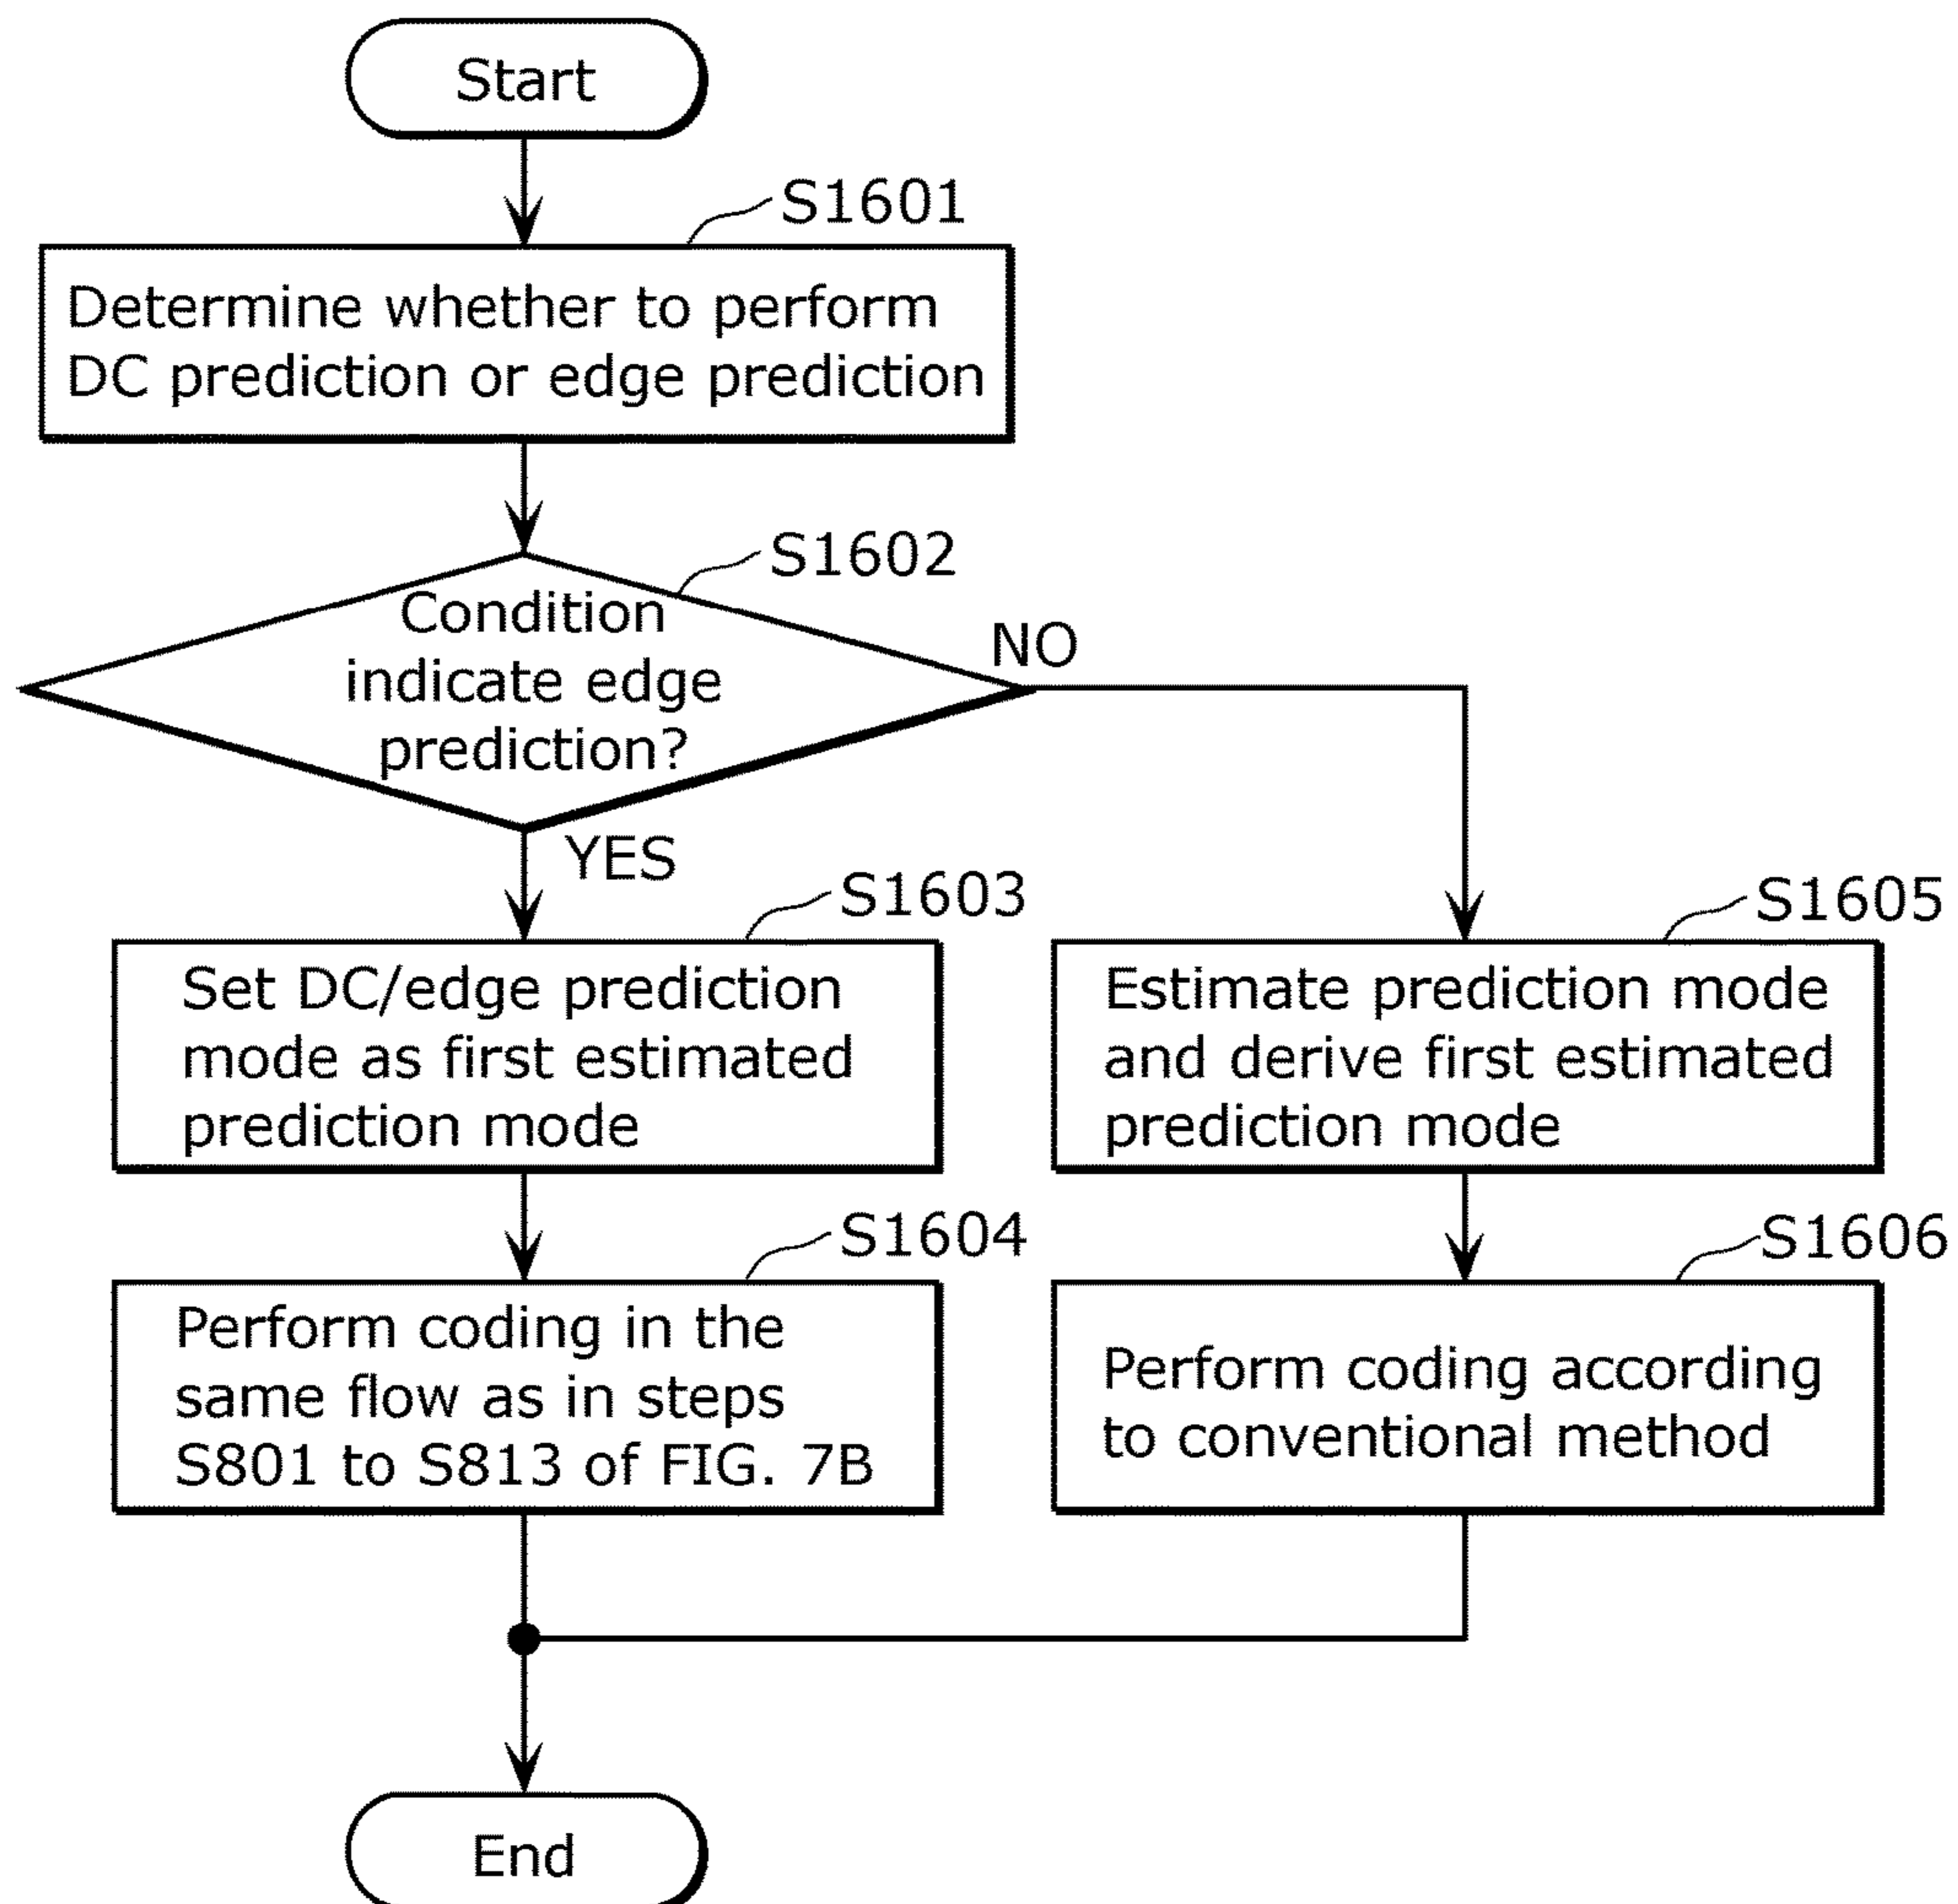 Start
S1601
Determine whether to perform
DC prediction or edge prediction
S1602
Condition
indicate edge
prediction?
NO
YES
S1603
Set DC/edge prediction
mode as first estimated
prediction mode
S1605
Estimate prediction mode
and derive first estimated
prediction mode
S1604
Perform coding in the
same flow as in steps
S801 to S813 of FIG. 7B
S1606
Perform coding according
to conventional method
End